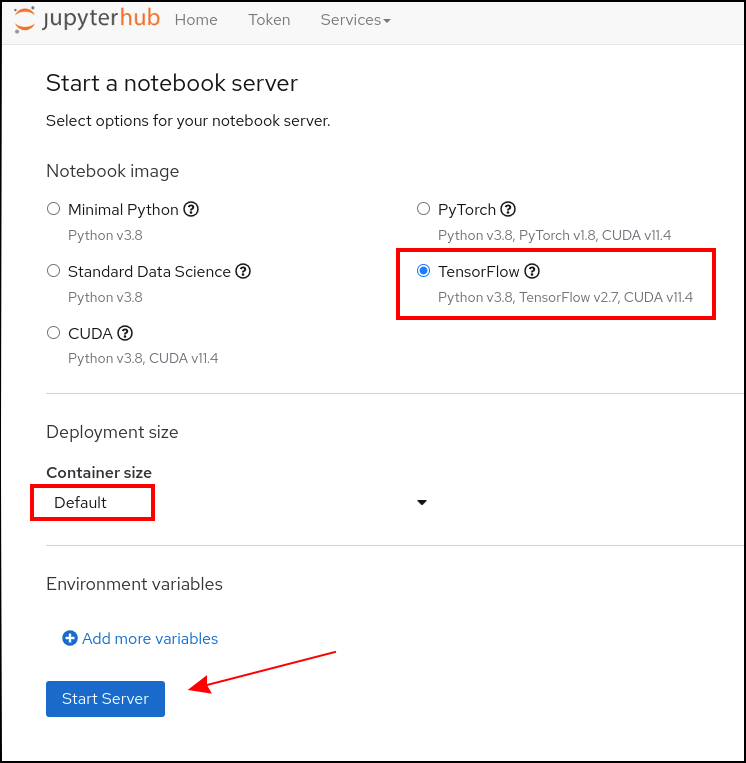 jupyterhub Home Token Services
Start a notebook server
Select options for your notebook server.
Notebook image
Minimal Python
Python v3.8
PyTorch
Python v3.8, PyTorch v1.8, CUDA v11.4
Standard Data Science
Python v3.8
TensorFlow
Python v3.8, TensorFlow v2.7, CUDA v11.4
CUDA
Python v3.8, CUDA v11.4
Deployment size
Container size
Default
Environment variables
Add more variables
Start Server